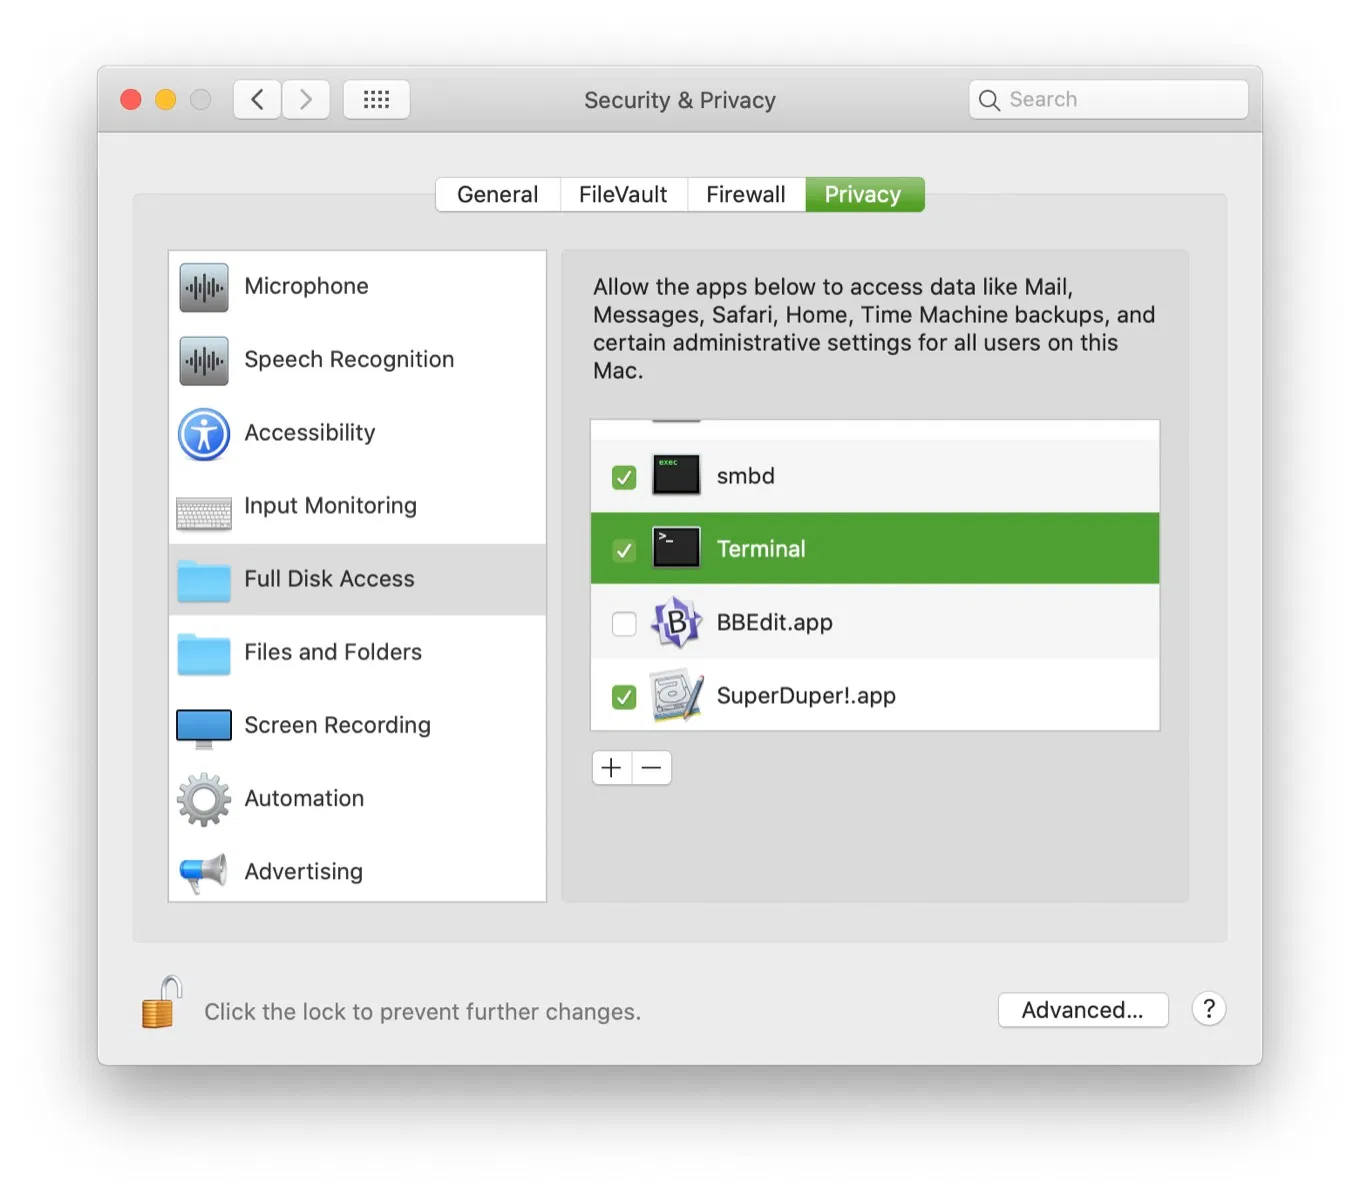 Security & Privacy
Search
General
FileVault
Firewall
Privacy
Microphone
Speech Recognition
Accessibility
Input Monitoring
Full Disk Access
Files and Folders
Screen Recording
Automation
Advertising
Allow the apps below to access data like Mail,
Messages, Safari, Home, Time Machine backups, and
certain administrative settings for all users on this
Mac.
exec
smbd
>_
Terminal
B
BBEdit.app
SuperDuper!.app
+
−
Click the lock to prevent further changes.
Advanced...
?